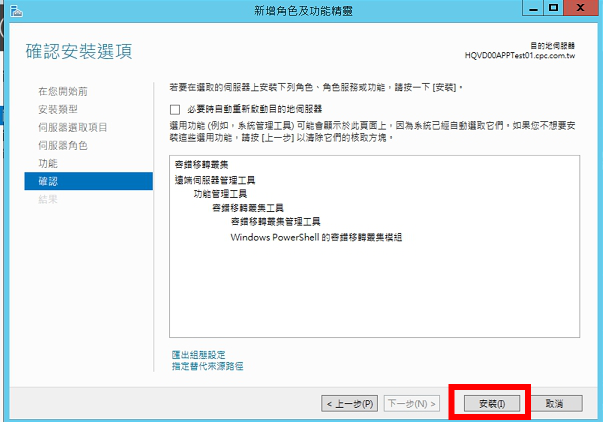 新增角色及功能精靈
確認安裝選項
目的地伺服器
HQVD00APPTest01.cpc.com.tw
在您開始前
安裝類型
伺服器選取項目
伺服器角色
功能
確認
結果
若要在選取的伺服器上安裝下列角色、角色服務或功能，請按一下 [安裝]。
必要時自動重新啟動目的地伺服器
選用功能 (例如，系統管理工具) 可能會顯示於此頁面上，因為系統已經自動選取它們。如果您不想要安
裝這些選用功能，請按 [上一步] 以清除它們的核取方塊。
容錯移轉叢集
遠端伺服器管理工具
功能管理工具
容錯移轉叢集工具
容錯移轉叢集管理工具
Windows PowerShell 的容錯移轉叢集模組
匯出組態設定
指定替代來源路徑
< 上一步(P)
下一步(N) >
安裝(I)
取消